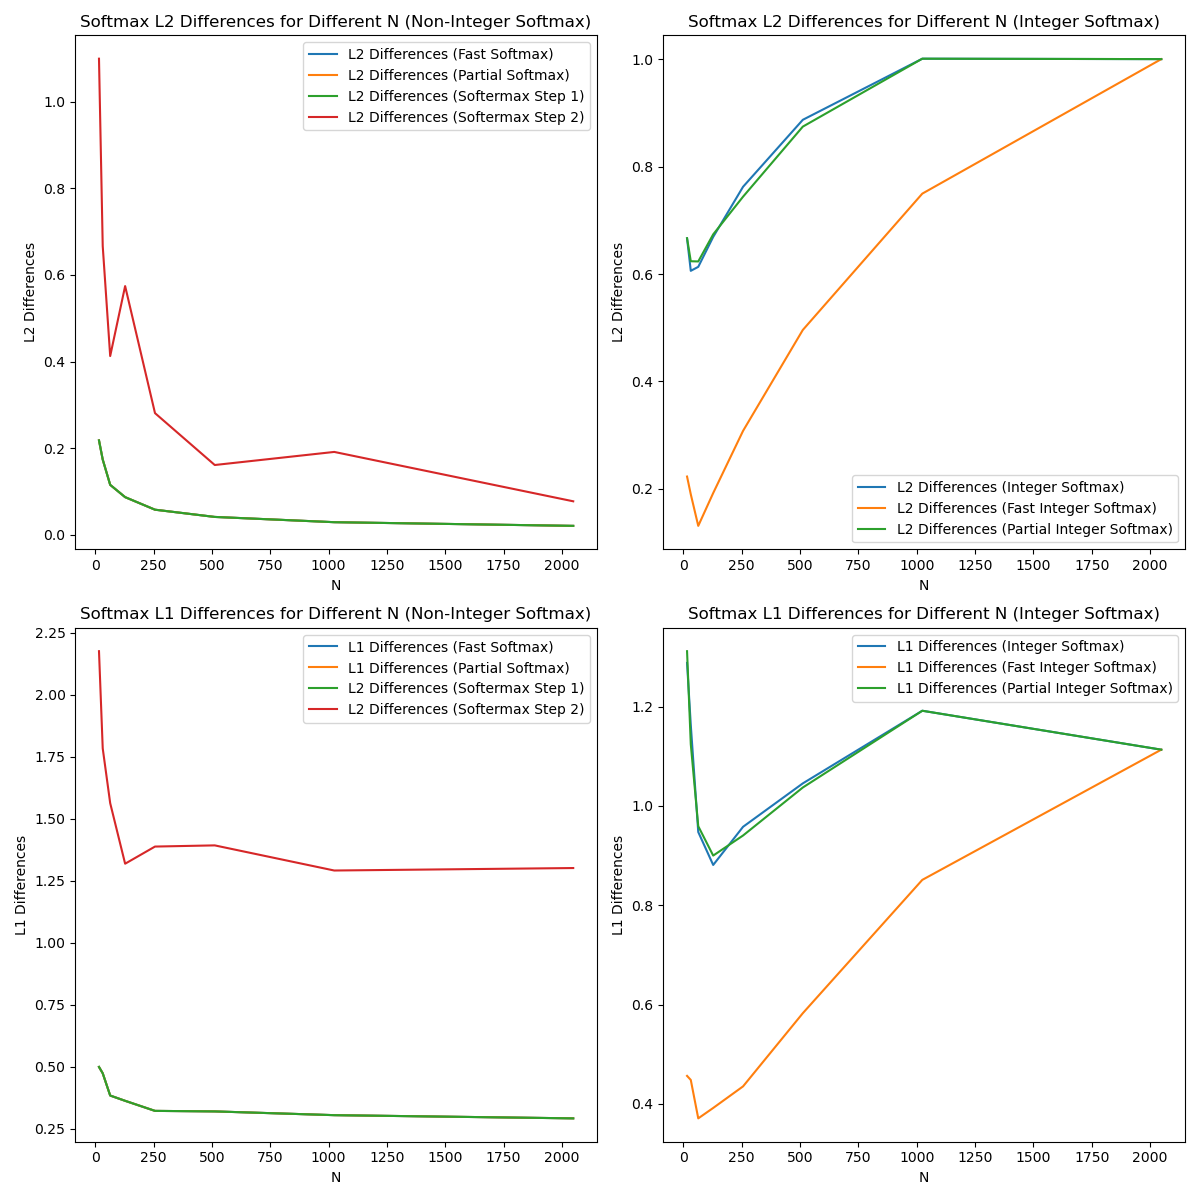 Softmax L2 Differences for Different N (Non-Integer Softmax)
L2 Differences (Fast Softmax)
L2 Differences (Partial Softmax)
L2 Differences (Softermax Step 1)
L2 Differences (Softermax Step 2)
1.0
0.8
0.6
0.4
0.2
0.0
L2 Differences
0
250
500
750
1000
1250
1500
1750
2000
N
Softmax L2 Differences for Different N (Integer Softmax)
1.0
0.8
0.6
0.4
0.2
L2 Differences
L2 Differences (Integer Softmax)
L2 Differences (Fast Integer Softmax)
L2 Differences (Partial Integer Softmax)
0
250
500
750
1000
1250
1500
1750
2000
N
Softmax L1 Differences for Different N (Non-Integer Softmax)
L1 Differences (Fast Softmax)
L1 Differences (Partial Softmax)
L2 Differences (Softermax Step 1)
L2 Differences (Softermax Step 2)
2.25
2.00
1.75
1.50
1.25
1.00
0.75
0.50
0.25
L1 Differences
0
250
500
750
1000
1250
1500
1750
2000
N
Softmax L1 Differences for Different N (Integer Softmax)
L1 Differences (Integer Softmax)
L1 Differences (Fast Integer Softmax)
L1 Differences (Partial Integer Softmax)
1.2
1.0
0.8
0.6
0.4
L1 Differences
0
250
500
750
1000
1250
1500
1750
2000
N